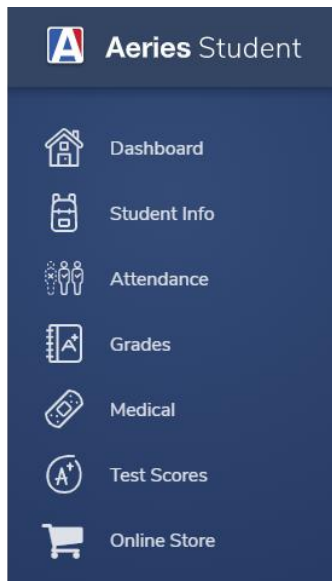 Aeries Student
Dashboard
Student Info
Attendance
Grades
Medical
Test Scores
Online Store